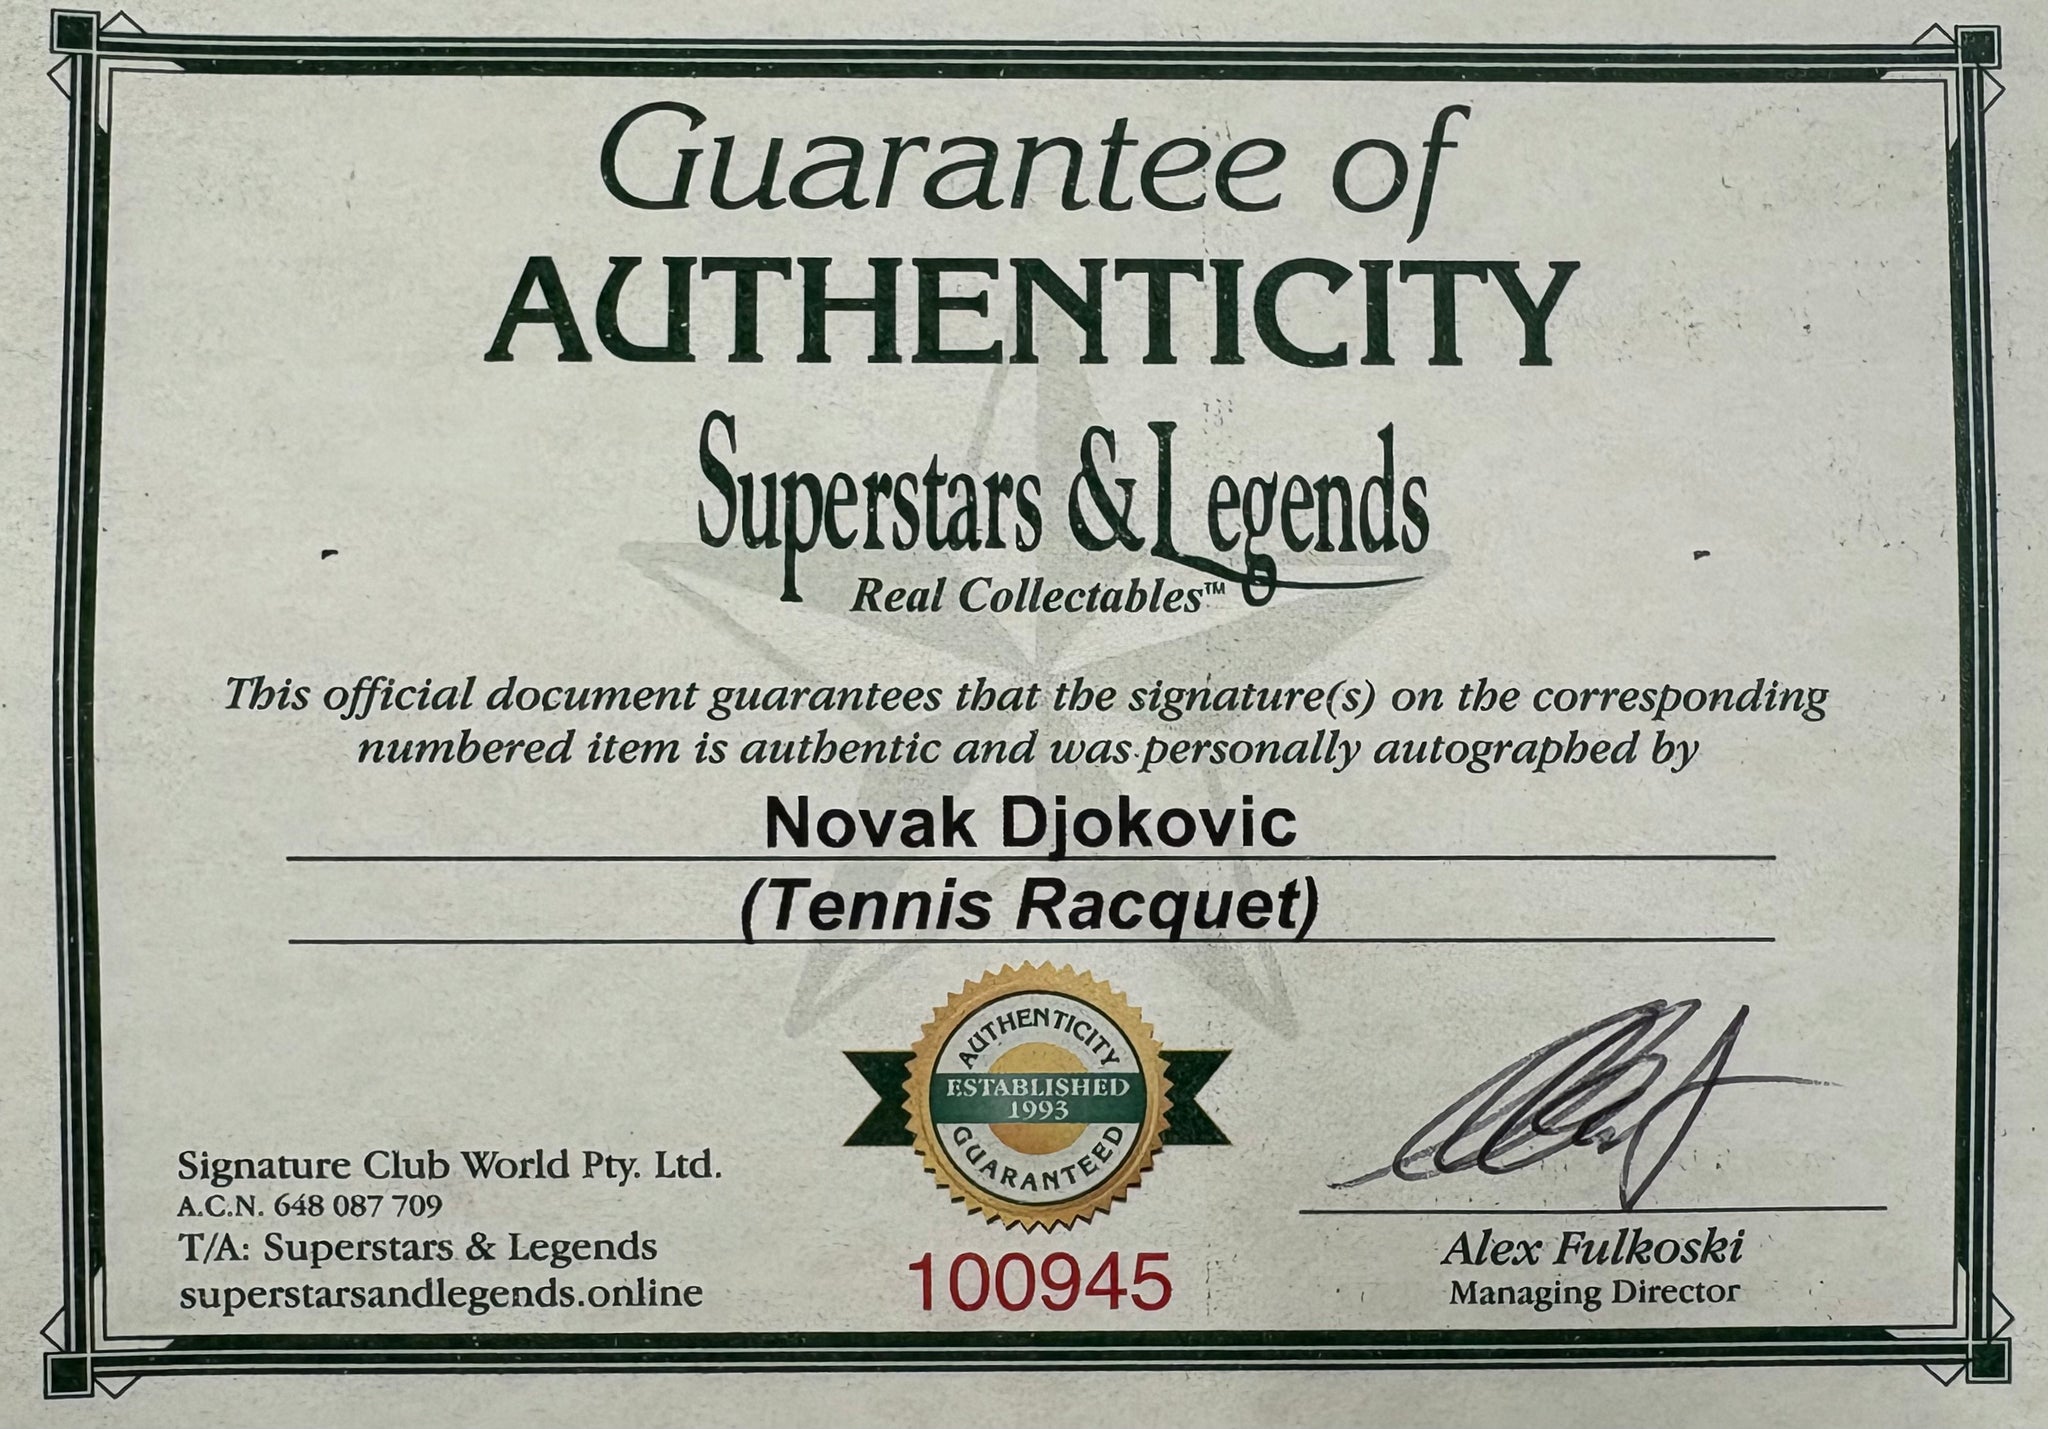 Guarantee of
AUTHENTICITY
Superstars & Legends
Real Collectables™
This official document guarantees that the signature(s) on the corresponding
numbered item is authentic and was personally autographed by
Novak Djokovic
(Tennis Racquet)
AUTHENTICITY
ESTABLISHED
1993
GUARANTEED
Signature Club World Pty. Ltd.
A.C.N. 648 087 709
T/A: Superstars & Legends
superstarsandlegends.online
100945
Alex Fulkoski
Managing Director